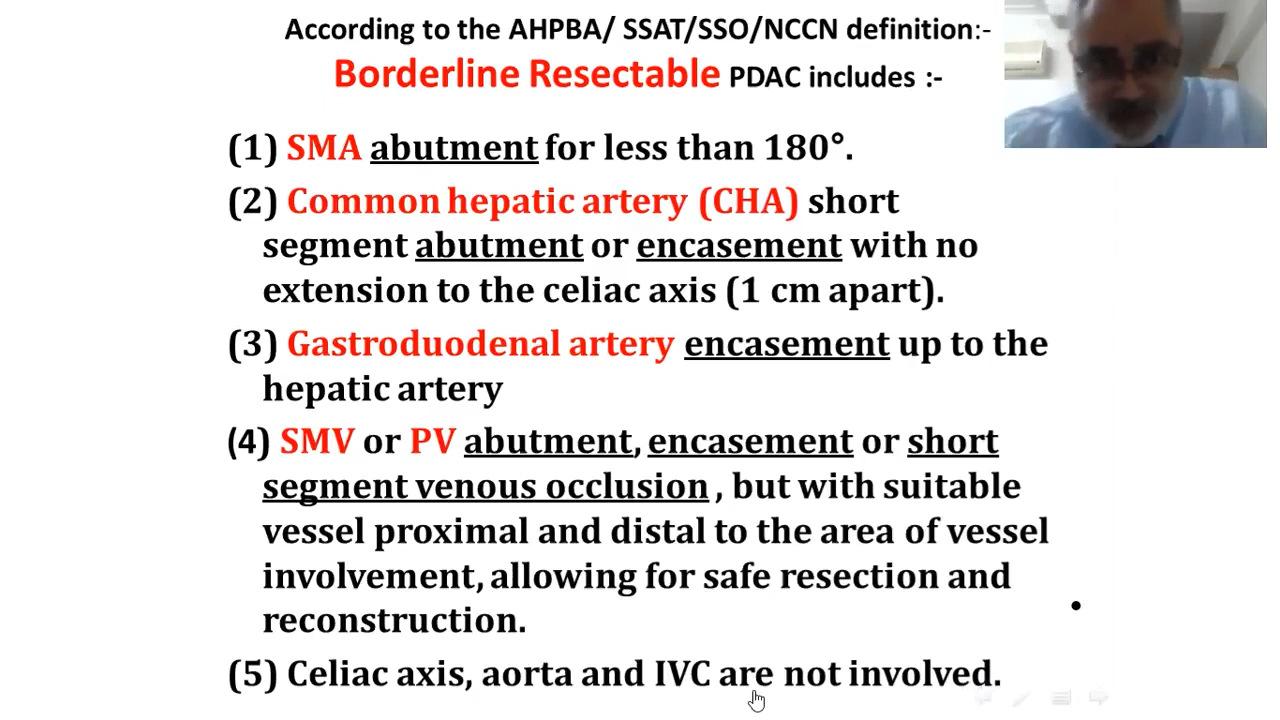 According to the AHPBA/ SSAT/SSO/NCCN definition:-
Borderline Resectable PDAC includes :-
(1) SMA abutment for less than 180°.
(2) Common hepatic artery (CHA) short
segment abutment or encasement with no
extension to the celiac axis (1 cm apart).
(3) Gastroduodenal artery encasement up to the
hepatic artery
(4) SMV or PV abutment, encasement or short
segment venous occlusion , but with suitable
vessel proximal and distal to the area of vessel
involvement, allowing for safe resection and
reconstruction.
(5) Celiac axis, aorta and IVC are not involved.